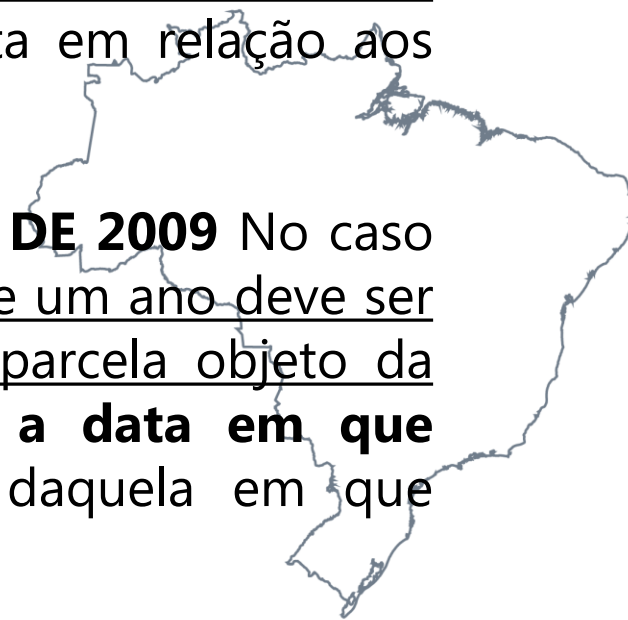 em relação aos
DE 2009 No caso
um ano deve ser
parcela objeto da
a data em que
daquela em que